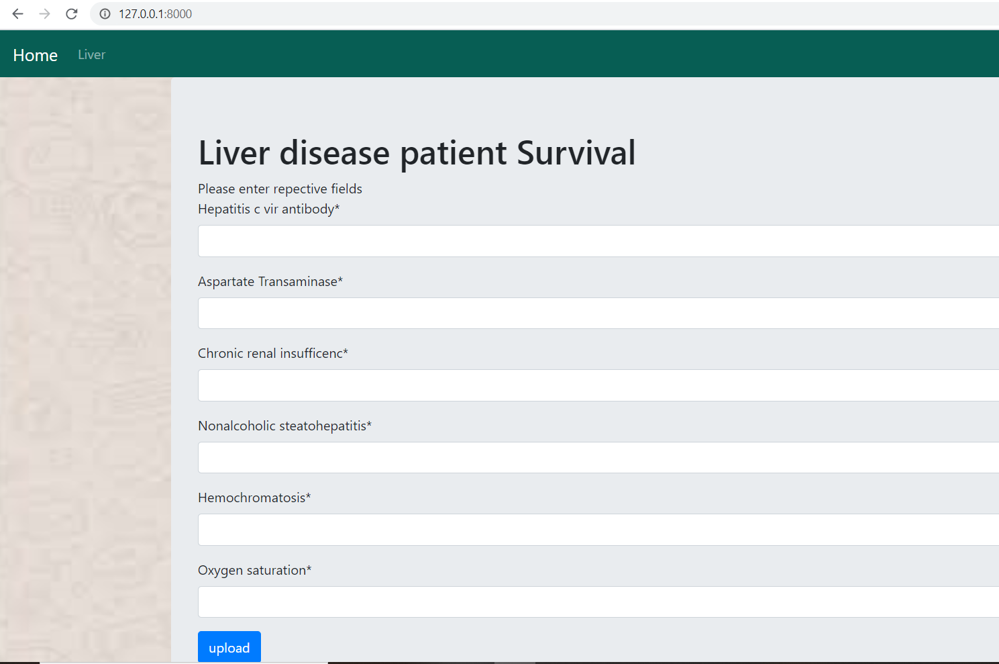 127.0.0.1:8000
Home Liver
Liver disease patient Survival
Please enter repective fields
Hepatitis c vir antibody*
Aspartate Transaminase*
Chronic renal insufficenc*
Nonalcoholic steatohepatitis*
Hemochromatosis*
Oxygen saturation*
upload